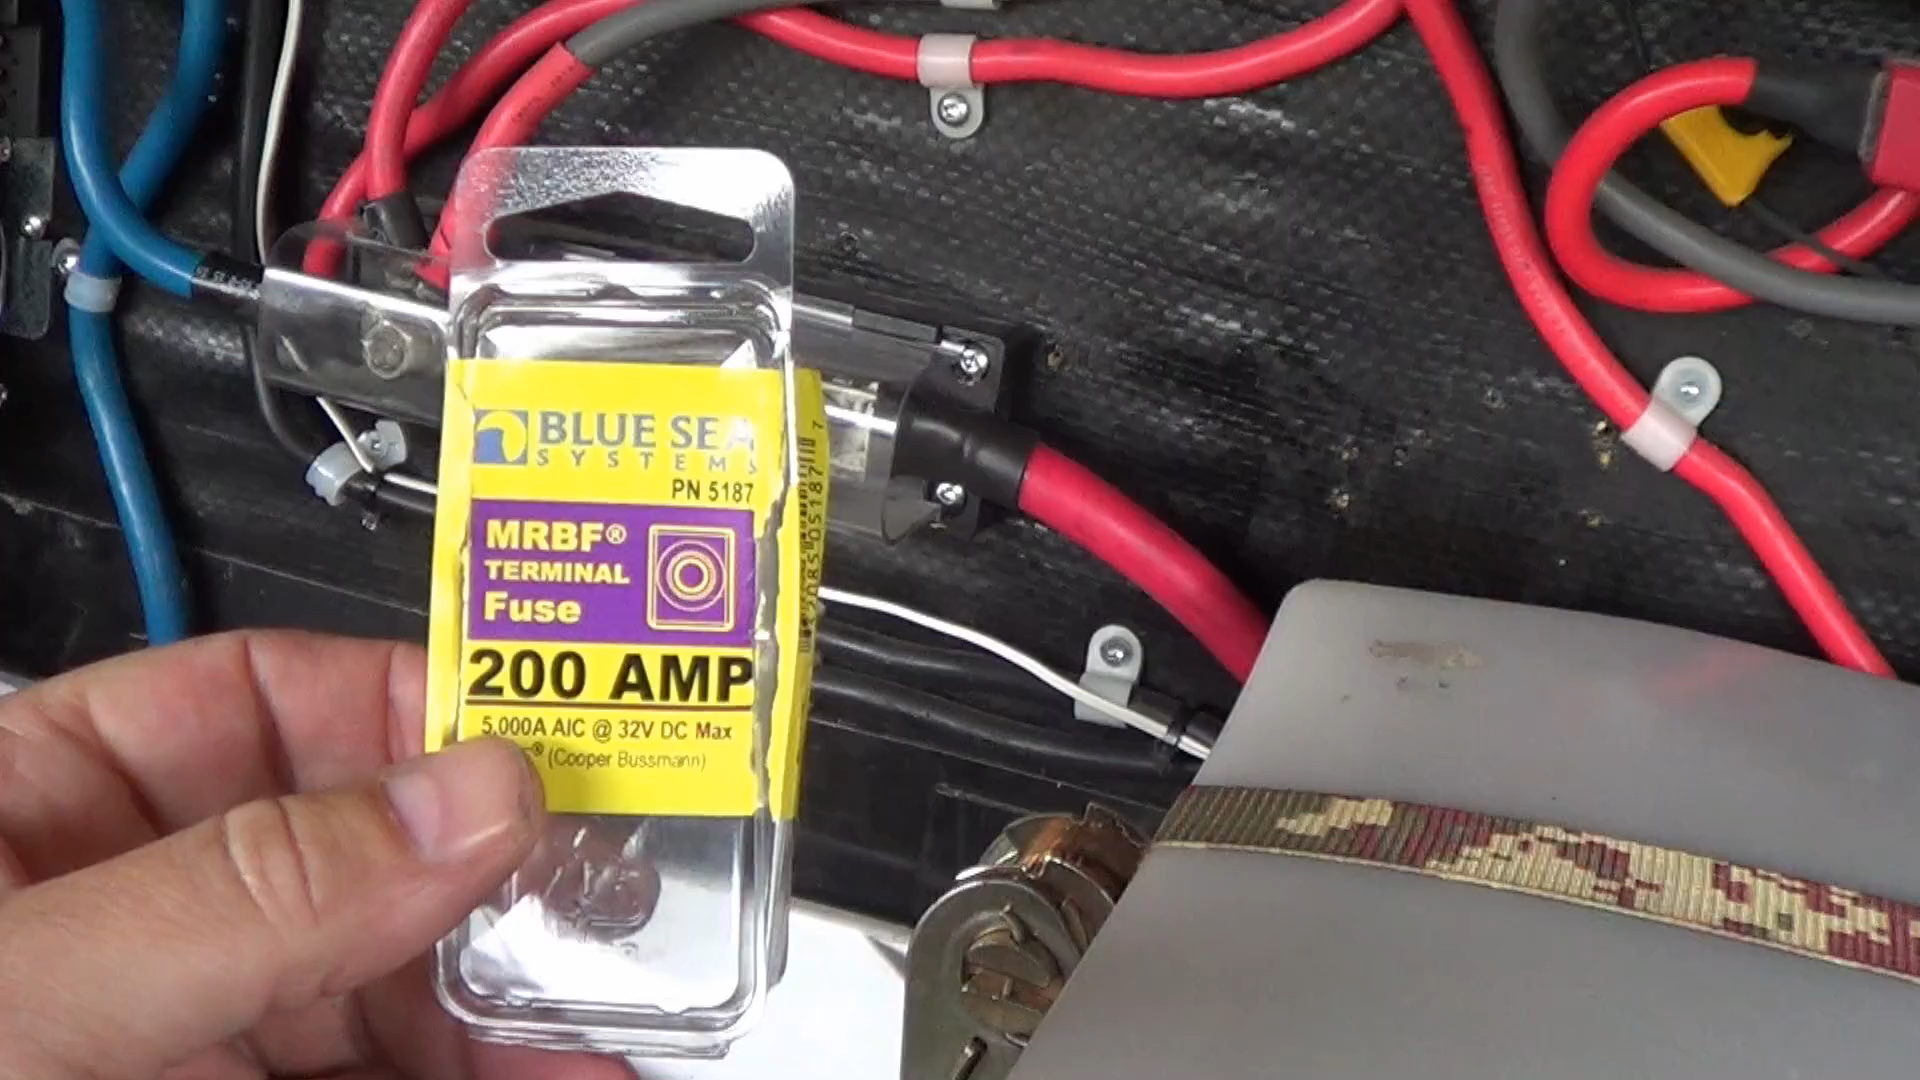 BLUE SEA
SYSTEMS
PN 5187
MRBF®
TERMINAL
Fuse
200 AMP
5,000A AIC @ 32V DC Max
® (Cooper Bussmann)